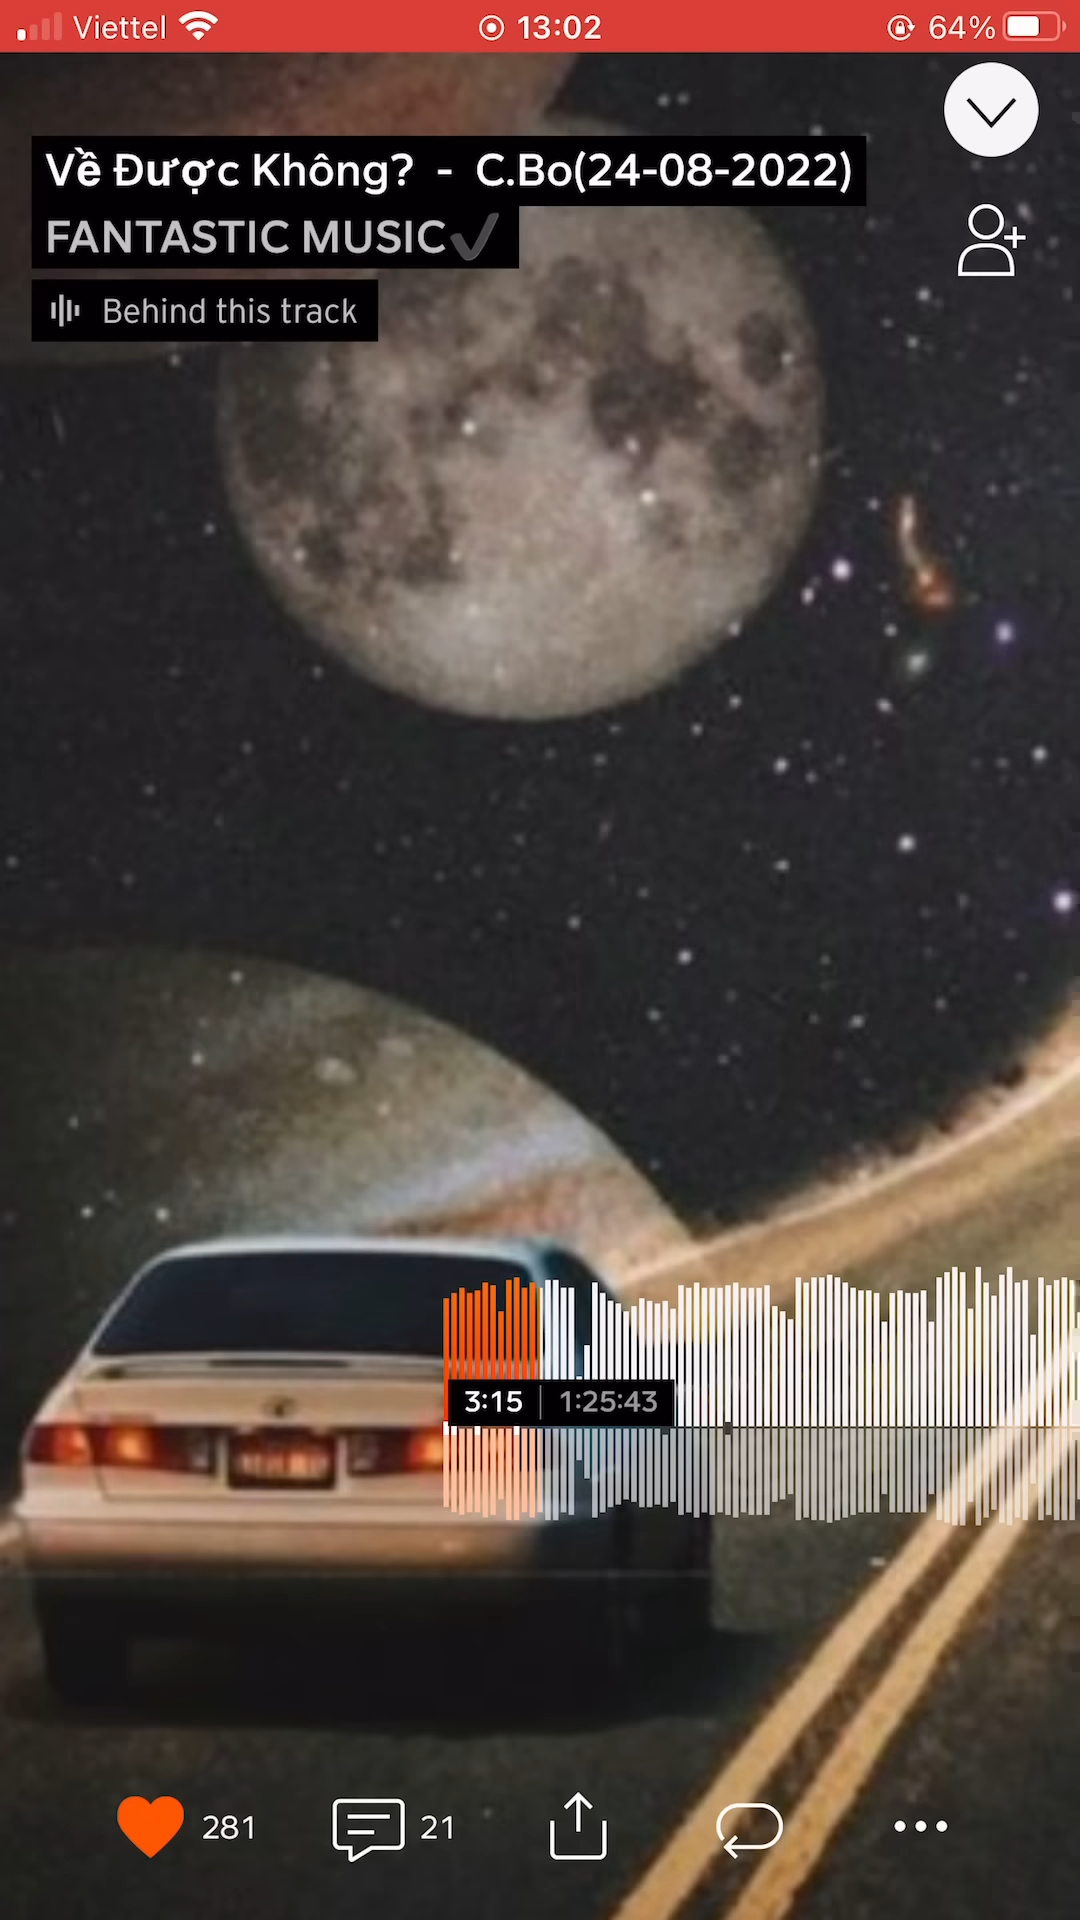 Viettel 13:02 64%
Về Được Không? - C.Bo(24-08-2022)
FANTASTIC MUSIC✔
Behind this track
3:15 | 1:25:43
281 21